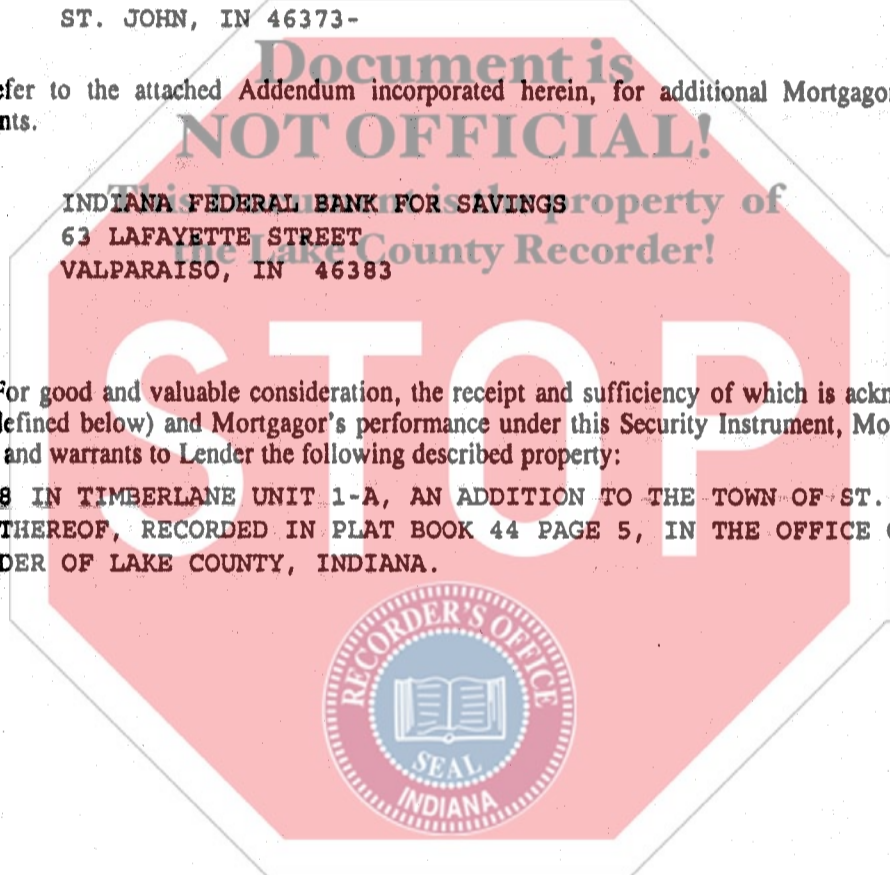 ST. JOHN, IN 46373-
Document is
efer to the attached Addendum incorporated herein, for additional Mortgago
nts.
NOT OFFICIAL!
This Document is the property of
INDIANA FEDERAL BANK FOR SAVINGS
63 LAFAYETTE STREET
the Lake County Recorder!
VALPARAISO, IN 46383
STOP
For good and valuable consideration, the receipt and sufficiency of which is ackn
defined below) and Mortgagor's performance under this Security Instrument, Mo
and warrants to Lender the following described property:
8 IN TIMBERLANE UNIT 1-A, AN ADDITION TO THE TOWN OF ST.
THEREOF, RECORDED IN PLAT BOOK 44 PAGE 5, IN THE OFFICE
DER OF LAKE COUNTY, INDIANA.
RECORDER'S OFFICE
SEAL
INDIANA